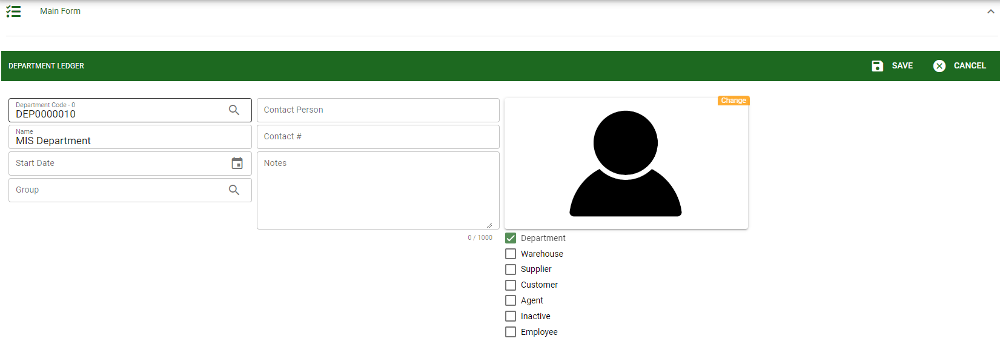 Main Form
DEPARTMENT LEDGER
SAVE
CANCEL
Department Code - 0
DEP0000010
Name
MIS Department
Start Date
Group
Contact Person
Contact #
Notes
0 / 1000
Change
Department
Warehouse
Supplier
Customer
Agent
Inactive
Employee